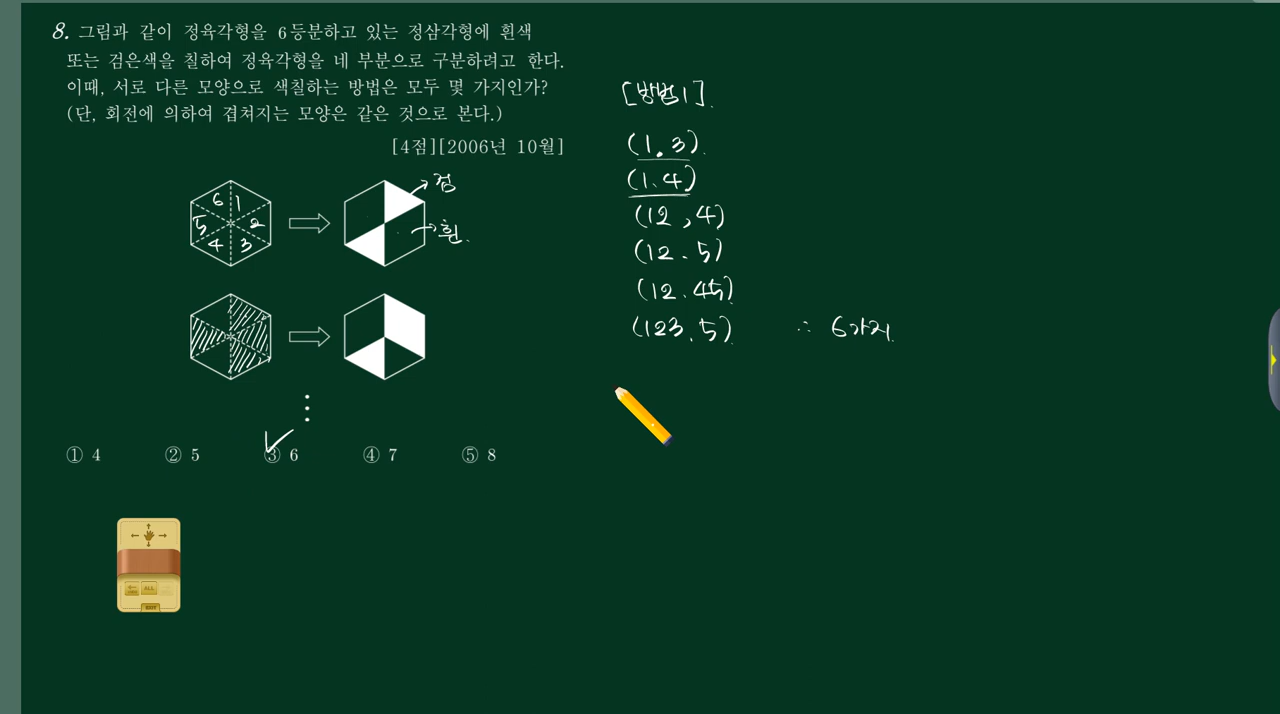 8. 그림과 같이 정육각형을 6등분하고 있는 정삼각형에 흰색
또는 검은색을 칠하여 정육각형을 네 부분으로 구분하려고 한다.
이때, 서로 다른 모양으로 색칠하는 방법은 모두 몇 가지인가?
(단, 회전에 의하여 겹쳐지는 모양은 같은 것으로 본다.)
[4점][2006년 10월]
6 1
5 2
4 3
검
흰
① 4 ② 5 ③ 6 ④ 7 ⑤ 8
[방법1]
(1.3)
(1.4)
(12,4)
(12.5)
(12.45)
(123.5) ∴ 6가지
ALL
EXIT